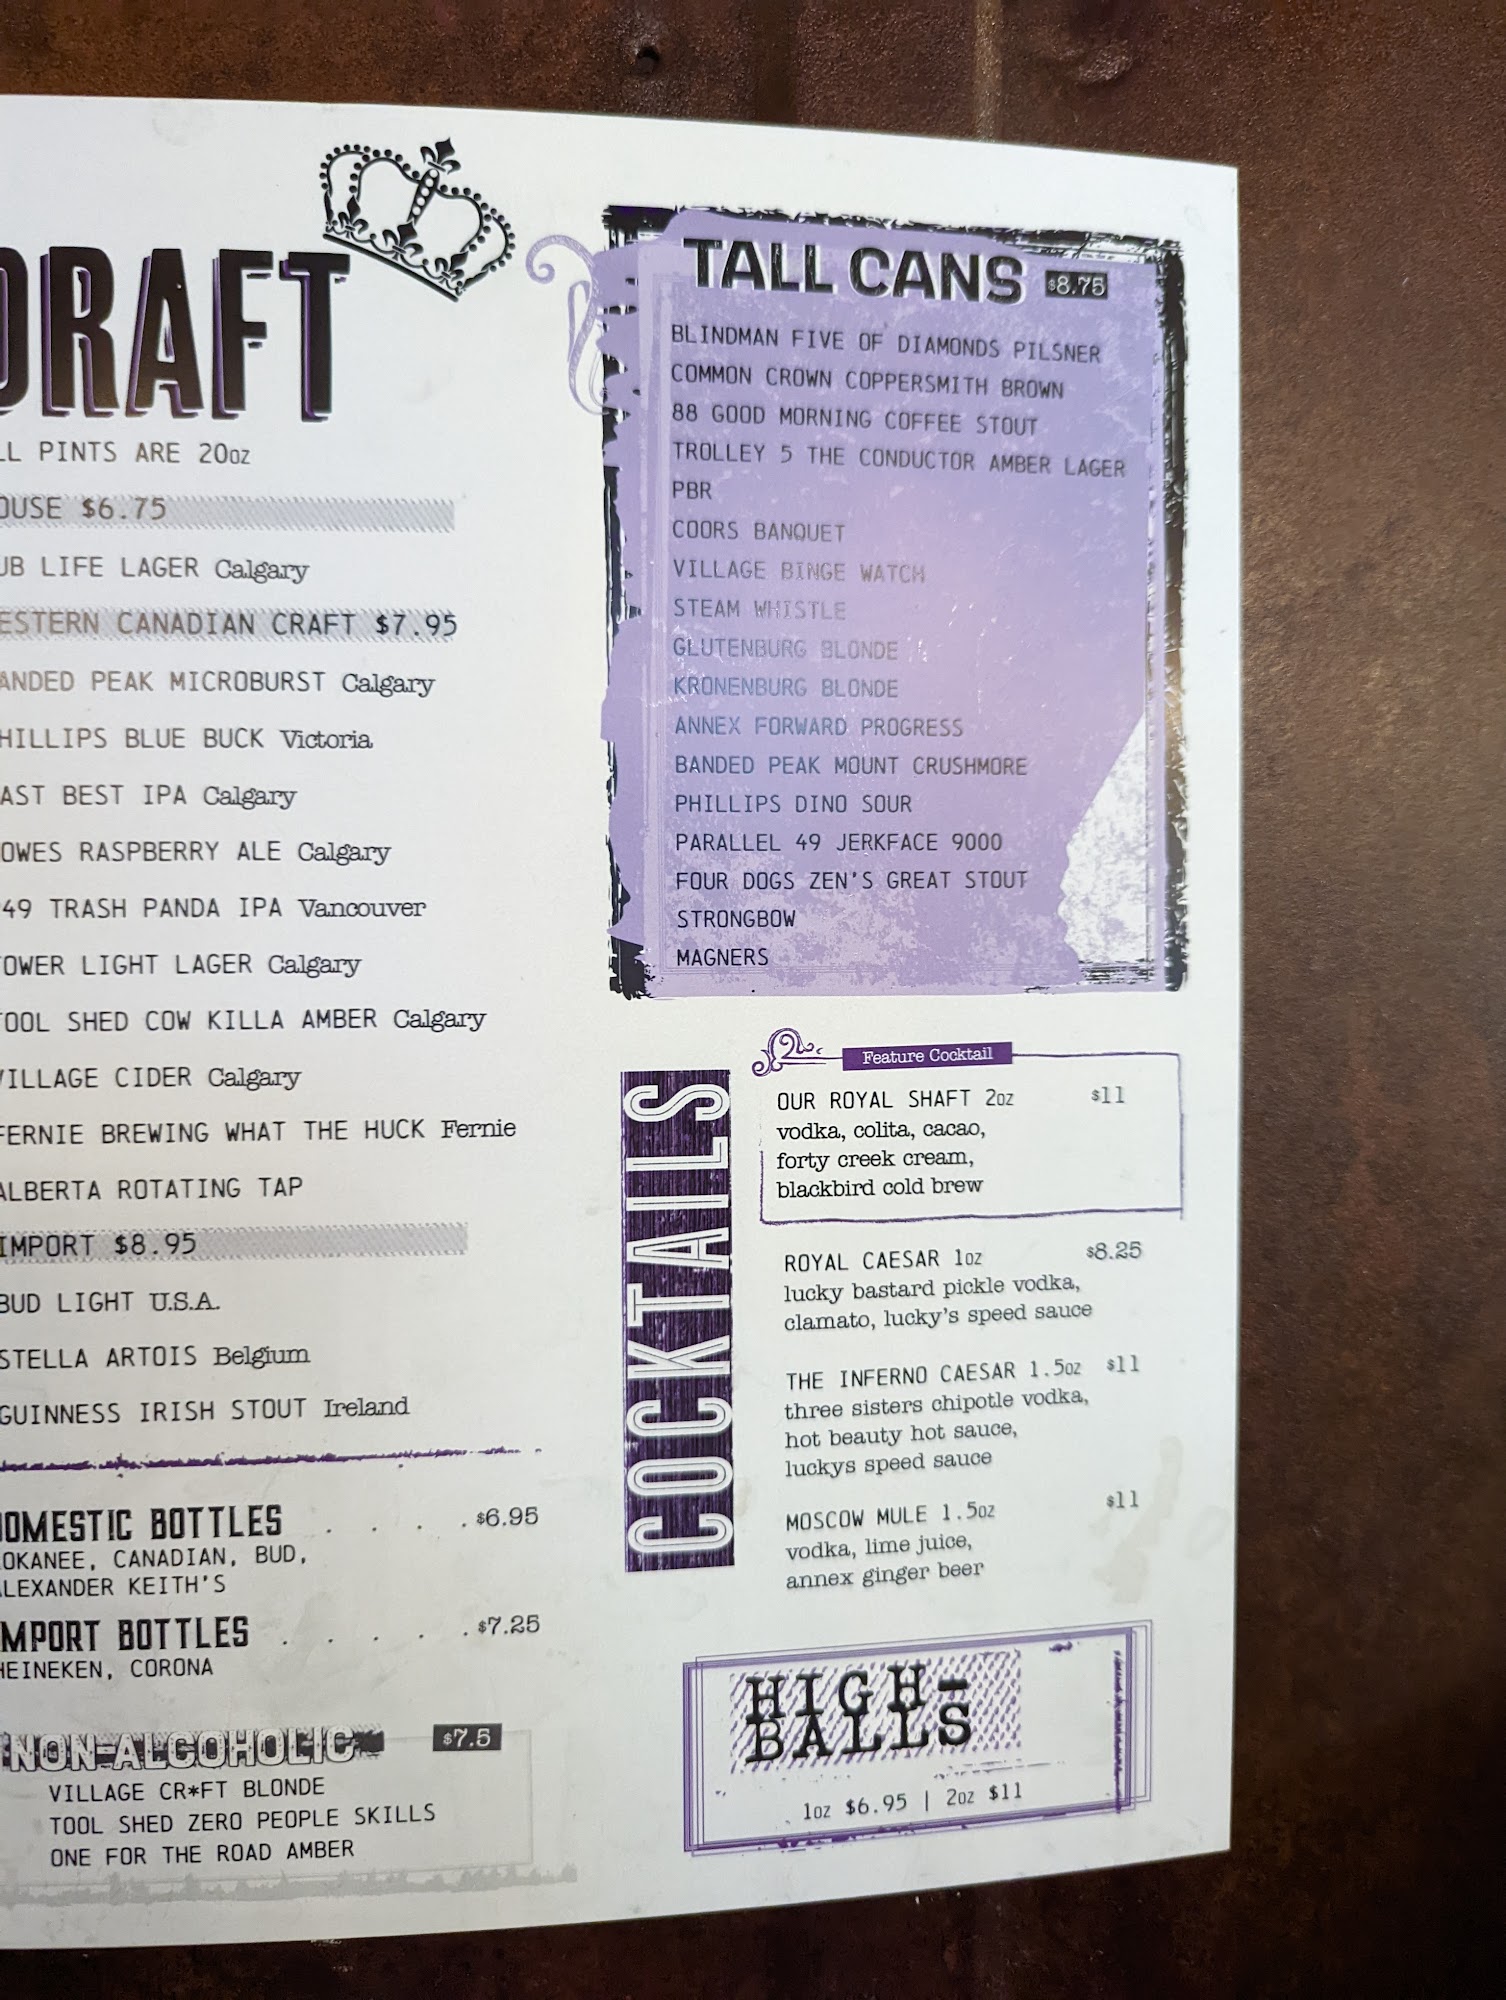 DRAFT
LL PINTS ARE 20oz
OUSE $6.75
UB LIFE LAGER Calgary
ESTERN CANADIAN CRAFT $7.95
ANDED PEAK MICROBURST Calgary
HILLIPS BLUE BUCK Victoria
AST BEST IPA Calgary
OWES RASPBERRY ALE Calgary
49 TRASH PANDA IPA Vancouver
OWER LIGHT LAGER Calgary
TOOL SHED COW KILLA AMBER Calgary
VILLAGE CIDER Calgary
FERNIE BREWING WHAT THE HUCK Fernie
ALBERTA ROTATING TAP
IMPORT $8.95
BUD LIGHT U.S.A.
STELLA ARTOIS Belgium
GUINNESS IRISH STOUT Ireland
DOMESTIC BOTTLES . . . . $6.95
KOKANEE, CANADIAN, BUD,
ALEXANDER KEITH'S
IMPORT BOTTLES . . . . . $7.25
HEINEKEN, CORONA
NON-ALCOHOLIC $7.5
VILLAGE CR*FT BLONDE
TOOL SHED ZERO PEOPLE SKILLS
ONE FOR THE ROAD AMBER
TALL CANS $8.75
BLINDMAN FIVE OF DIAMONDS PILSNER
COMMON CROWN COPPERSMITH BROWN
88 GOOD MORNING COFFEE STOUT
TROLLEY 5 THE CONDUCTOR AMBER LAGER
PBR
COORS BANQUET
VILLAGE BINGE WATCH
STEAM WHISTLE
GLUTENBURG BLONDE
KRONENBURG BLONDE
ANNEX FORWARD PROGRESS
BANDED PEAK MOUNT CRUSHMORE
PHILLIPS DINO SOUR
PARALLEL 49 JERKFACE 9000
FOUR DOGS ZEN'S GREAT STOUT
STRONGBOW
MAGNERS
COCKTAILS
Feature Cocktail
OUR ROYAL SHAFT 2oz $11
vodka, colita, cacao,
forty creek cream,
blackbird cold brew
ROYAL CAESAR 1oz $8.25
lucky bastard pickle vodka,
clamato, lucky's speed sauce
THE INFERNO CAESAR 1.5oz $11
three sisters chipotle vodka,
hot beauty hot sauce,
luckys speed sauce
MOSCOW MULE 1.5oz $11
vodka, lime juice,
annex ginger beer
HIGH-
BALLS
1oz $6.95 | 2oz $11